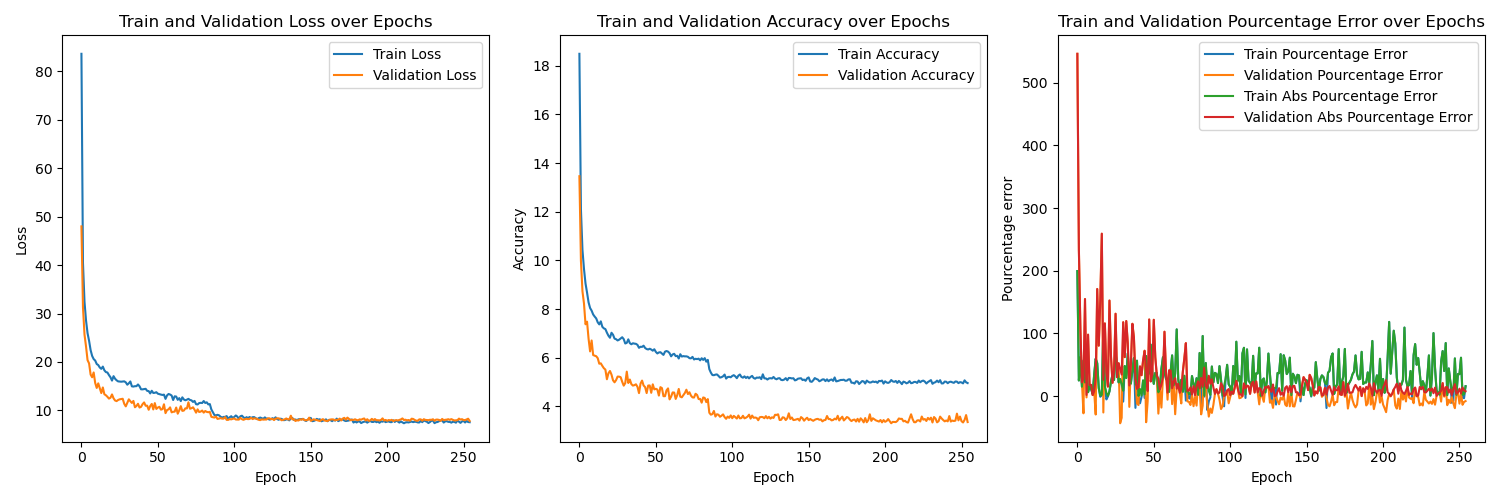 Train and Validation Loss over Epochs
Train Loss
Validation Loss
80
70
60
50
40
30
20
10
Loss
0
50
100
150
200
250
Epoch
Train and Validation Accuracy over Epochs
Train Accuracy
Validation Accuracy
18
16
14
12
10
8
6
4
Accuracy
0
50
100
150
200
250
Epoch
Train and Validation Pourcentage Error over Epochs
Train Pourcentage Error
Validation Pourcentage Error
Train Abs Pourcentage Error
Validation Abs Pourcentage Error
500
400
300
200
100
0
Pourcentage error
0
50
100
150
200
250
Epoch